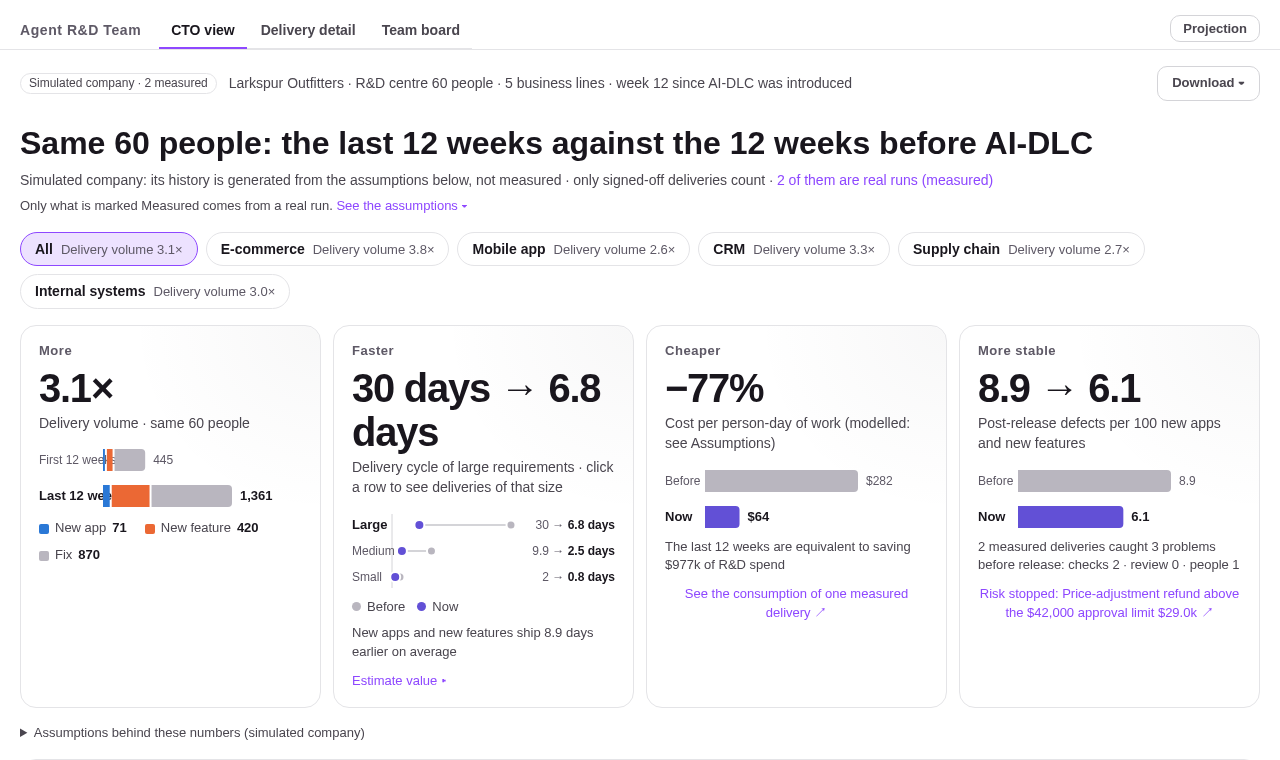 Agent R&D Team
CTO view
Delivery detail
Team board
Projection
Simulated company · 2 measured
Larkspur Outfitters · R&D centre 60 people · 5 business lines · week 12 since AI-DLC was introduced
Download
Same 60 people: the last 12 weeks against the 12 weeks before AI-DLC
Simulated company: its history is generated from the assumptions below, not measured · only signed-off deliveries count · 2 of them are real runs (measured)
Only what is marked Measured comes from a real run. See the assumptions
All Delivery volume 3.1×
E-commerce Delivery volume 3.8×
Mobile app Delivery volume 2.6×
CRM Delivery volume 3.3×
Supply chain Delivery volume 2.7×
Internal systems Delivery volume 3.0×
More
3.1×
Delivery volume · same 60 people
First 12 weeks 445
Last 12 wee 1,361
New app 71 New feature 420
Fix 870
Faster
30 days → 6.8
days
Delivery cycle of large requirements · click
a row to see deliveries of that size
Large 30 → 6.8 days
Medium 9.9 → 2.5 days
Small 2 → 0.8 days
Before Now
New apps and new features ship 8.9 days
earlier on average
Estimate value ▸
Cheaper
−77%
Cost per person-day of work (modelled:
see Assumptions)
Before $282
Now $64
The last 12 weeks are equivalent to saving
$977k of R&D spend
See the consumption of one measured
delivery ↗
More stable
8.9 → 6.1
Post-release defects per 100 new apps
and new features
Before 8.9
Now 6.1
2 measured deliveries caught 3 problems
before release: checks 2 · review 0 · people 1
Risk stopped: Price-adjustment refund above
the $42,000 approval limit $29.0k ↗
▶ Assumptions behind these numbers (simulated company)